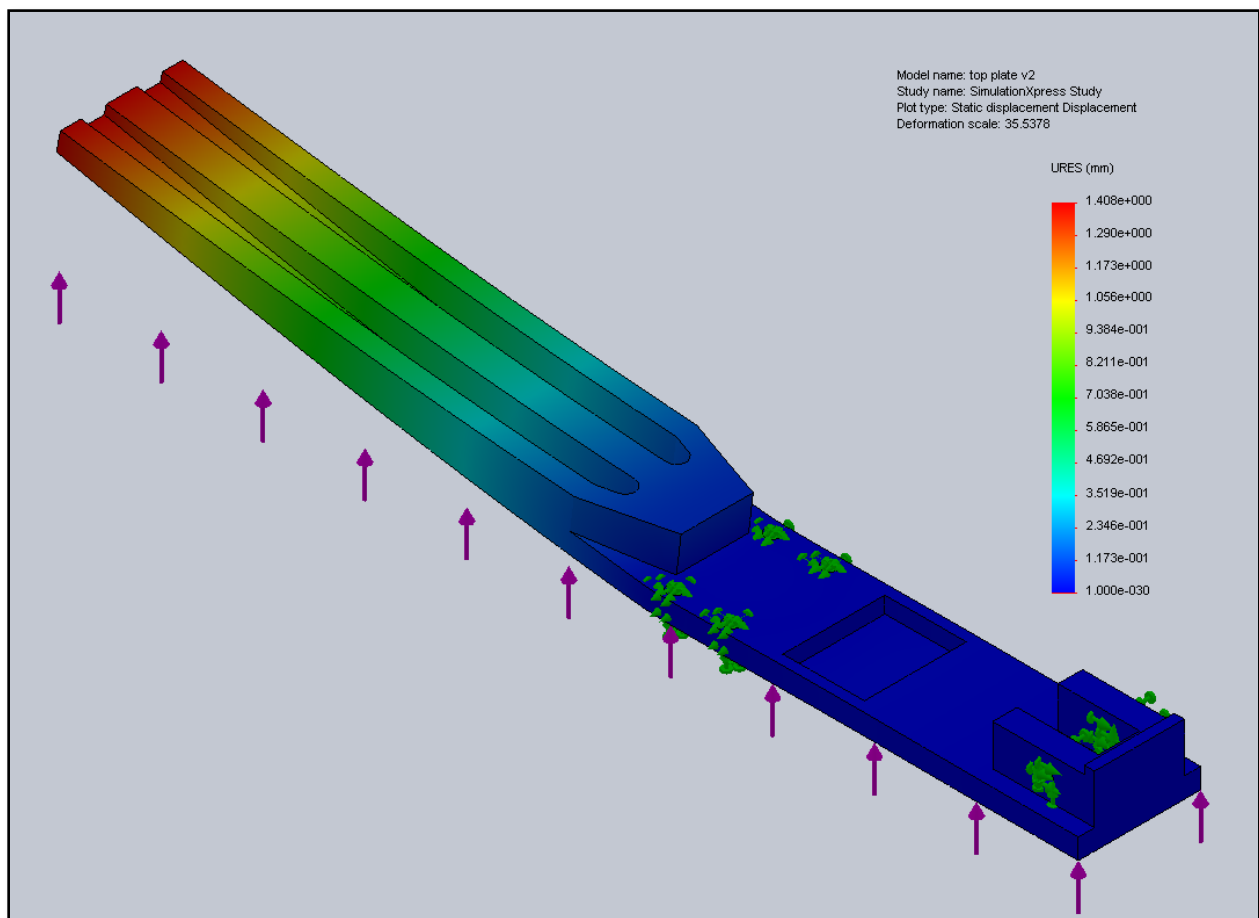 Model name: top plate v2
Study name: SimulationXpress Study
Plot type: Static displacement Displacement
Deformation scale: 35.5378
URES (mm)
1.408e+000
1.290e+000
1.173e+000
1.056e+000
9.384e-001
8.211e-001
7.038e-001
5.865e-001
4.692e-001
3.519e-001
2.346e-001
1.173e-001
1.000e-030